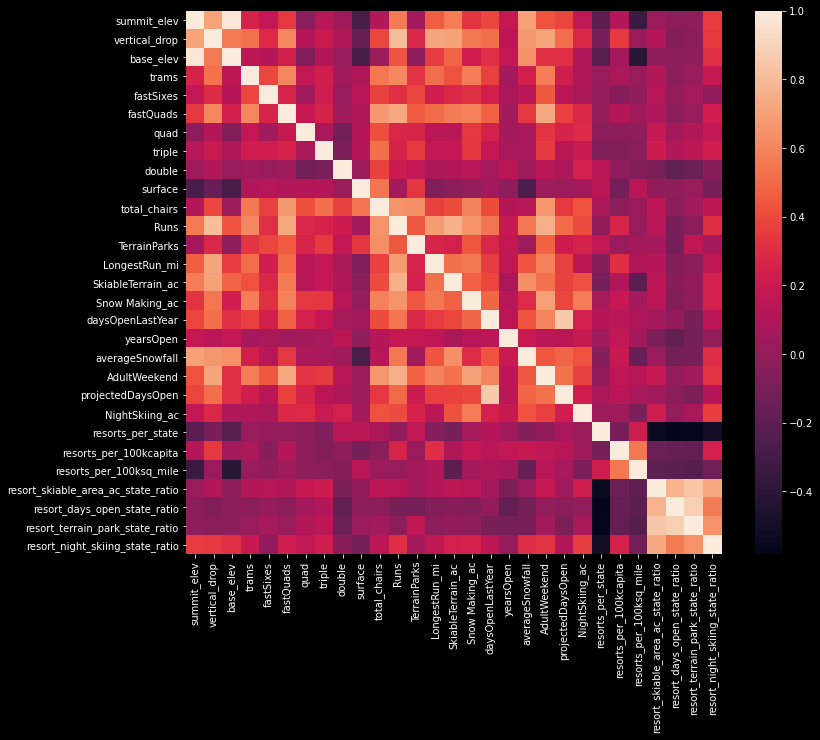 summit_elev
vertical_drop
base_elev
trams
fastSixes
fastQuads
quad
triple
double
surface
total_chairs
Runs
TerrainParks
LongestRun_mi
SkiableTerrain_ac
Snow Making_ac
daysOpenLastYear
yearsOpen
averageSnowfall
AdultWeekend
projectedDaysOpen
NightSkiing_ac
resorts_per_state
resorts_per_100kcapita
resorts_per_100ksq_mile
resort_skiable_area_ac_state_ratio
resort_days_open_state_ratio
resort_terrain_park_state_ratio
resort_night_skiing_state_ratio
summit_elev
vertical_drop
base_elev
trams
fastSixes
fastQuads
quad
triple
double
surface
total_chairs
Runs
TerrainParks
LongestRun_mi
SkiableTerrain_ac
Snow Making_ac
daysOpenLastYear
yearsOpen
averageSnowfall
AdultWeekend
projectedDaysOpen
NightSkiing_ac
resorts_per_state
resorts_per_100kcapita
resorts_per_100ksq_mile
resort_skiable_area_ac_state_ratio
resort_days_open_state_ratio
resort_terrain_park_state_ratio
resort_night_skiing_state_ratio
1.0
0.8
0.6
0.4
0.2
0.0
−0.2
−0.4